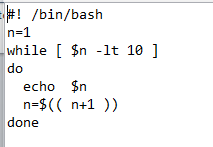 #! /bin/bash
n=1
while [ $n -lt 10 ]
do
  echo  $n
  n=$(( n+1 ))
done